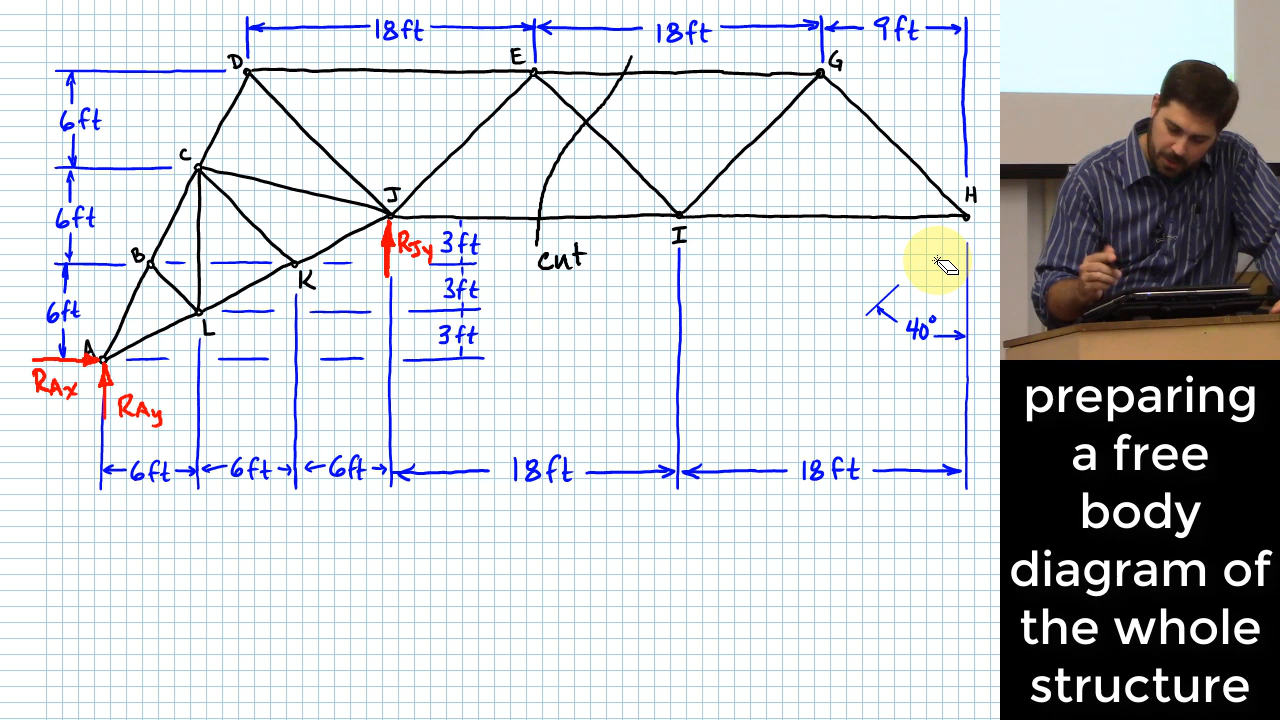 18ft
18ft
9ft
D
E
G
6ft
C
6ft
J
H
RJy
3ft
I
B
cut
K
3ft
6ft
L
3ft
40°
A
RAx
RAy
6ft
6ft
6ft
18ft
18ft
preparing
a free
body
diagram of
the whole
structure